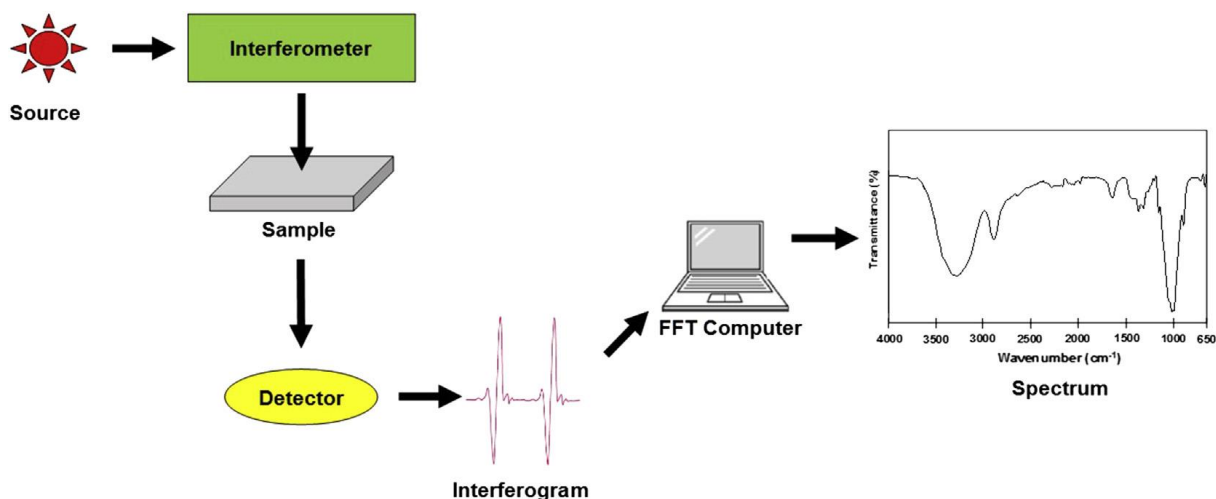 Source
Interferometer
Sample
Detector
Interferogram
FFT Computer
Transmittance (%)
4000 3500 3000 2500 2000 1500 1000 650
Wavenumber (cm-1)
Spectrum